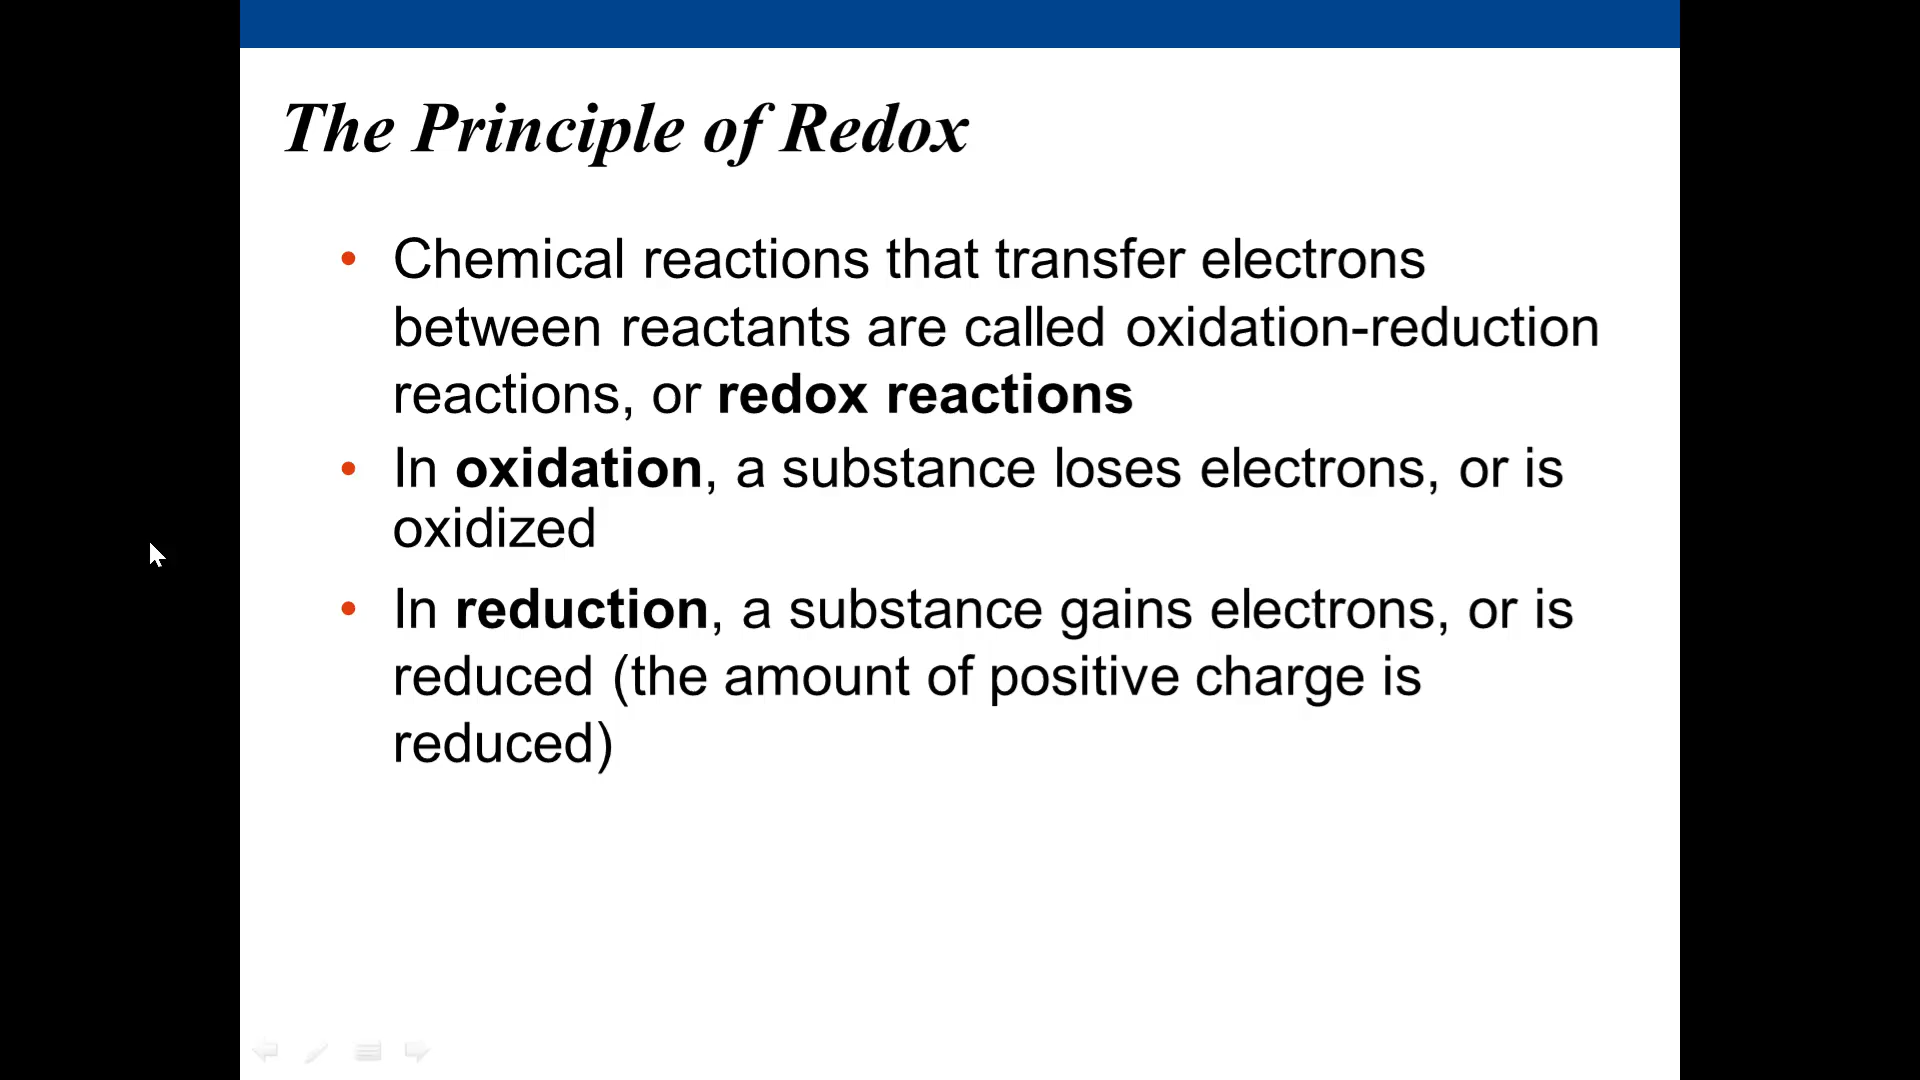 The Principle of Redox
• Chemical reactions that transfer electrons
between reactants are called oxidation-reduction
reactions, or redox reactions
• In oxidation, a substance loses electrons, or is
oxidized
• In reduction, a substance gains electrons, or is
reduced (the amount of positive charge is
reduced)